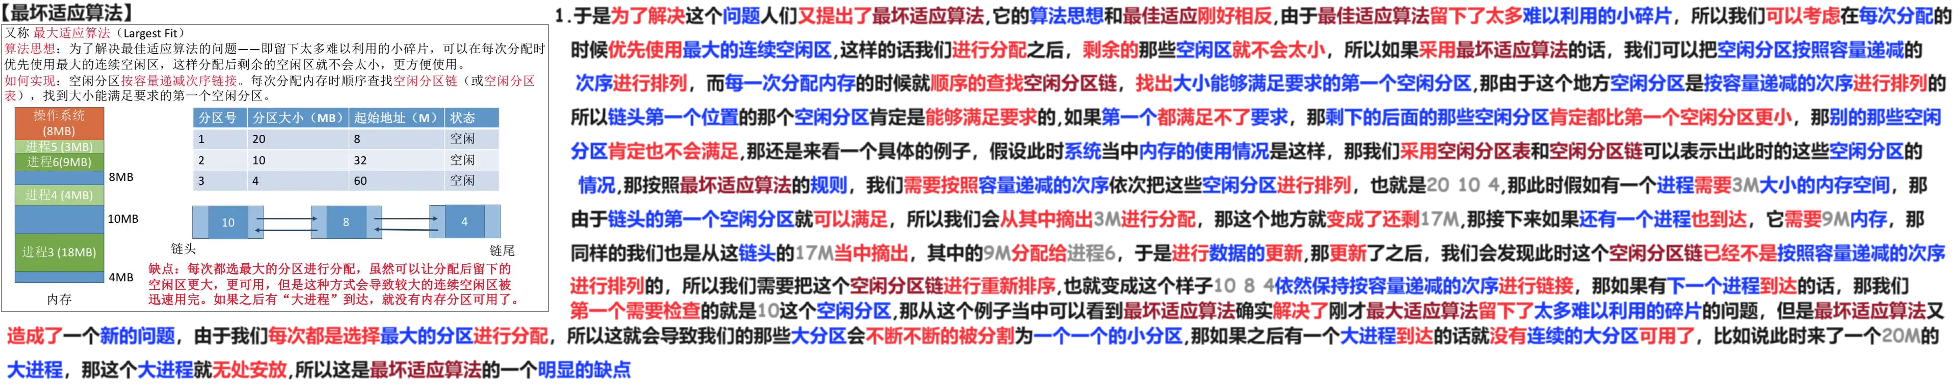 【最坏适应算法】
又称 最大适应算法（Largest Fit）
算法思想：为了解决最佳适应算法的问题——即留下太多难以利用的小碎片，可以在每次分配时
优先使用最大的连续空闲区，这样分配后剩余的空闲区就不会太小，更方便使用。
如何实现：空闲分区按容量递减次序链接。每次分配内存时顺序查找空闲分区链（或空闲分区
表），找到大小能满足要求的第一个空闲分区。
操作系统
(8MB)
进程5 (3MB)
进程6(9MB)
8MB
进程4 (4MB)
10MB
进程3 (18MB)
4MB
内存
分区号 分区大小（MB） 起始地址（M） 状态
1 20 8 空闲
2 10 32 空闲
3 4 60 空闲
10 8 4
链头 链尾
缺点：每次都选最大的分区进行分配，虽然可以让分配后留下的
空闲区更大，更可用，但是这种方式会导致较大的连续空闲区被
迅速用完。如果之后有“大进程”到达，就没有内存分区可用了。
1.于是为了解决这个问题人们又提出了最坏适应算法,它的算法思想和最佳适应刚好相反,由于最佳适应算法留下了太多难以利用的小碎片，所以我们可以考虑在每次分配的
时候优先使用最大的连续空闲区,这样的话我们进行分配之后，剩余的那些空闲区就不会太小，所以如果采用最坏适应算法的话，我们可以把空闲分区按照容量递减的
次序进行排列，而每一次分配内存的时候就顺序的查找空闲分区链，找出大小能够满足要求的第一个空闲分区,那由于这个地方空闲分区是按容量递减的次序进行排列的
所以链头第一个位置的那个空闲分区肯定是能够满足要求的,如果第一个都满足不了要求，那剩下的后面的那些空闲分区肯定都比第一个空闲分区更小，那别的那些空闲
分区肯定也不会满足,那还是来看一个具体的例子，假设此时系统当中内存的使用情况是这样，那我们采用空闲分区表和空闲分区链可以表示出此时的这些空闲分区的
情况,那按照最坏适应算法的规则，我们需要按照容量递减的次序依次把这些空闲分区进行排列，也就是20 10 4,那此时假如有一个进程需要3M大小的内存空间，那
由于链头的第一个空闲分区就可以满足，所以我们会从其中摘出3M进行分配，那这个地方就变成了还剩17M,那接下来如果还有一个进程也到达，它需要9M内存，那
同样的我们也是从这链头的17M当中摘出，其中的9M分配给进程6，于是进行数据的更新,那更新了之后，我们会发现此时这个空闲分区链已经不是按照容量递减的次序
进行排列的，所以我们需要把这个空闲分区链进行重新排序,也就变成这个样子10 8 4依然保持按容量递减的次序进行链接，那如果有下一个进程到达的话，那我们
第一个需要检查的就是10这个空闲分区,那从这个例子当中可以看到最坏适应算法确实解决了刚才最大适应算法留下了太多难以利用的碎片的问题，但是最坏适应算法又
造成了一个新的问题，由于我们每次都是选择最大的分区进行分配，所以这就会导致我们的那些大分区会不断不断的被分割为一个一个的小分区,那如果之后有一个大进程到达的话就没有连续的大分区可用了，比如说此时来了一个20M的
大进程，那这个大进程就无处安放,所以这是最坏适应算法的一个明显的缺点